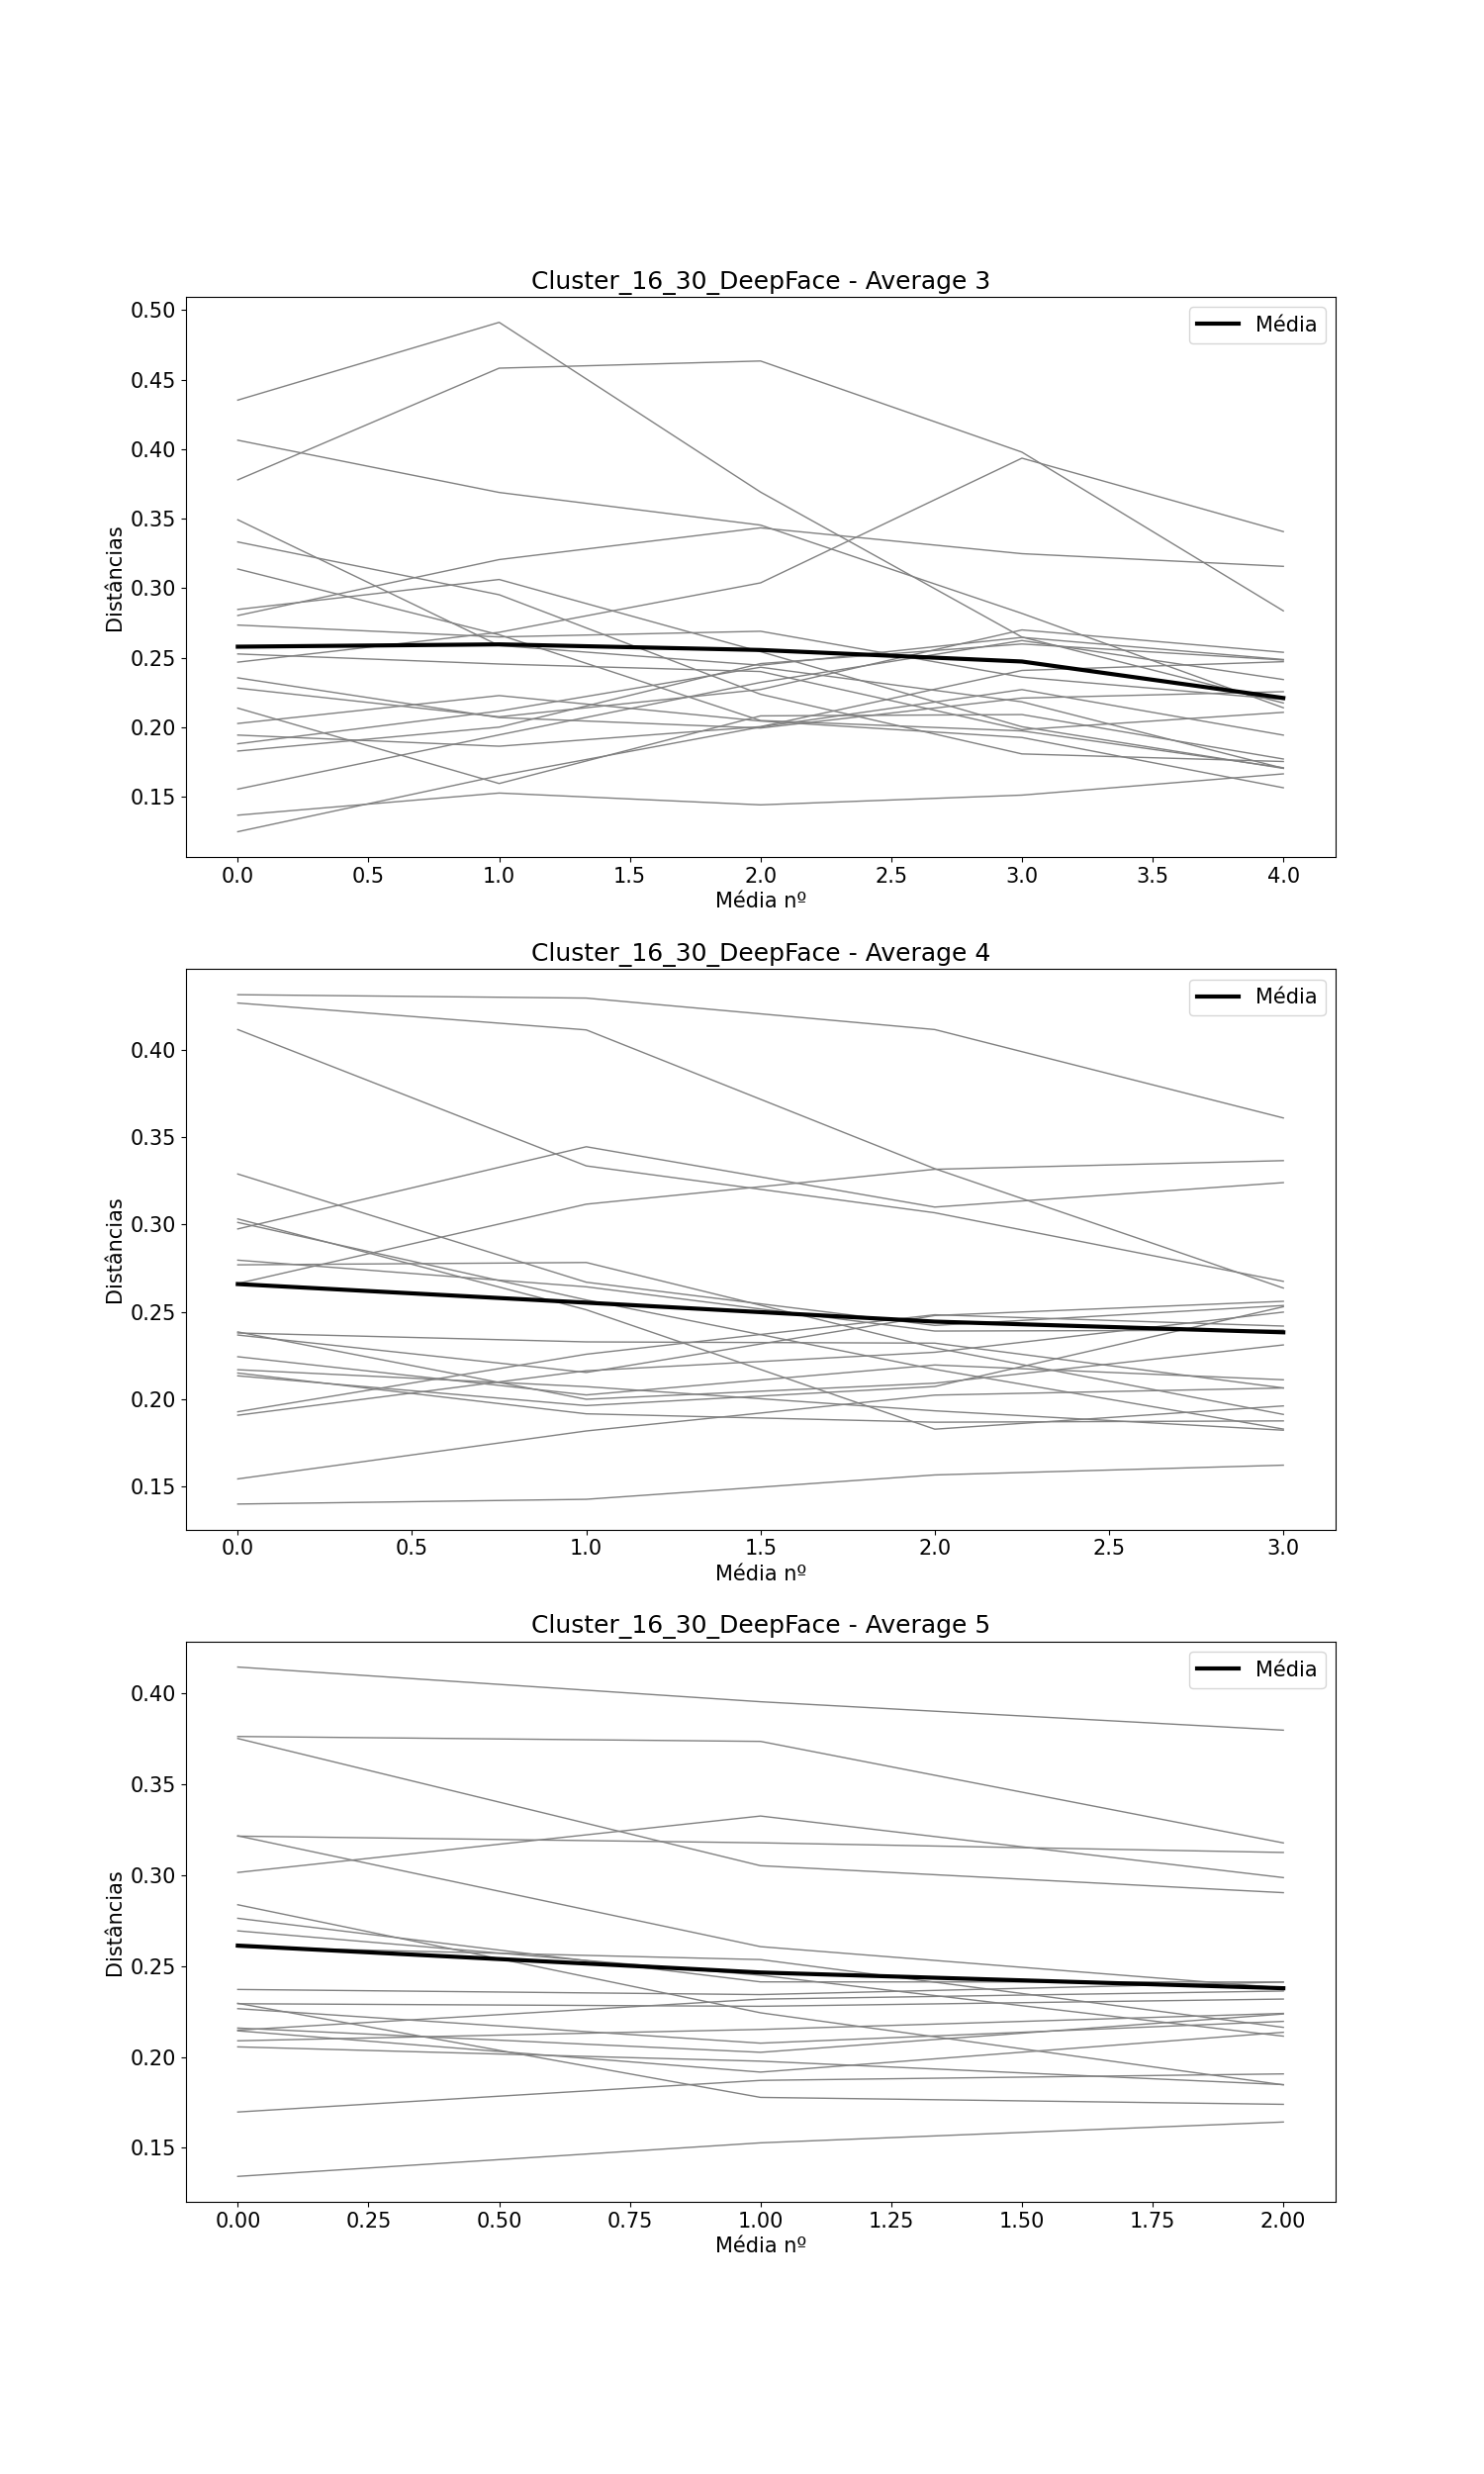 Cluster_16_30_DeepFace - Average 3
Média
Distâncias
0.50
0.45
0.40
0.35
0.30
0.25
0.20
0.15
0.0 0.5 1.0 1.5 2.0 2.5 3.0 3.5 4.0
Média nº
Cluster_16_30_DeepFace - Average 4
Média
Distâncias
0.40
0.35
0.30
0.25
0.20
0.15
0.0 0.5 1.0 1.5 2.0 2.5 3.0
Média nº
Cluster_16_30_DeepFace - Average 5
Média
Distâncias
0.40
0.35
0.30
0.25
0.20
0.15
0.00 0.25 0.50 0.75 1.00 1.25 1.50 1.75 2.00
Média nº